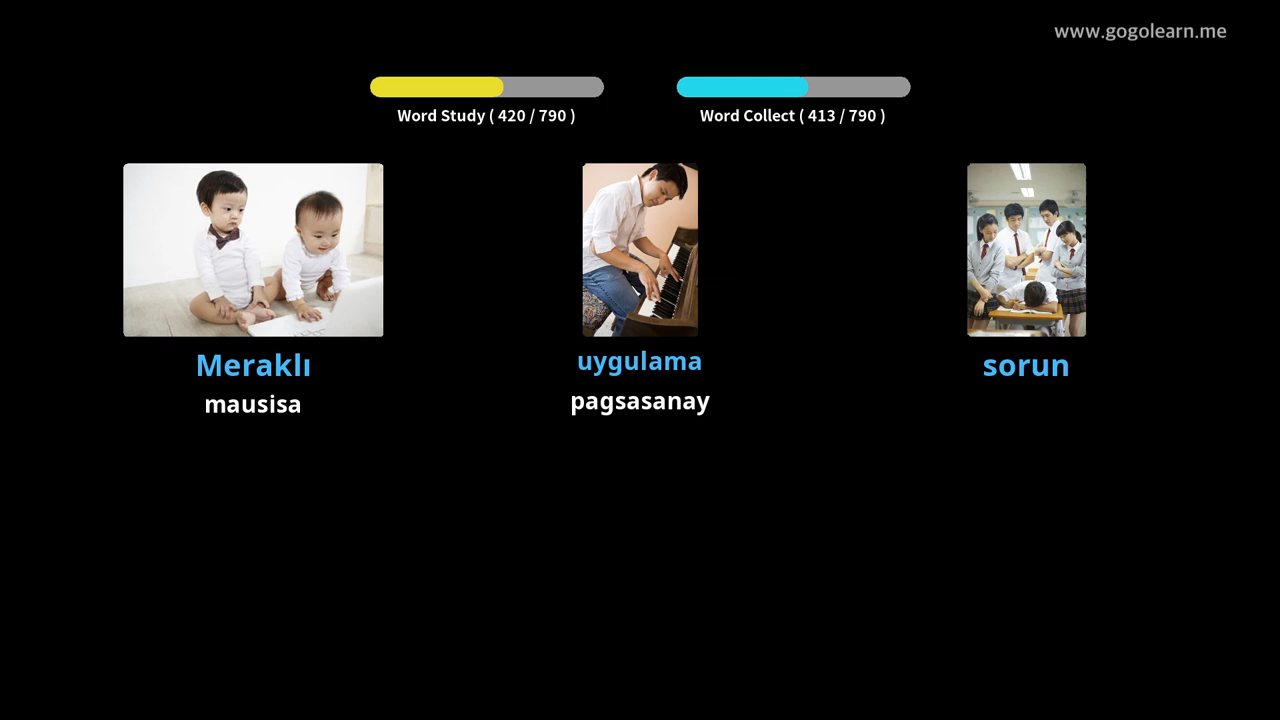 www.gogolearn.me
Word Study ( 420 / 790 )
Word Collect ( 413 / 790 )
Meraklı
mausisa
uygulama
pagsasanay
sorun